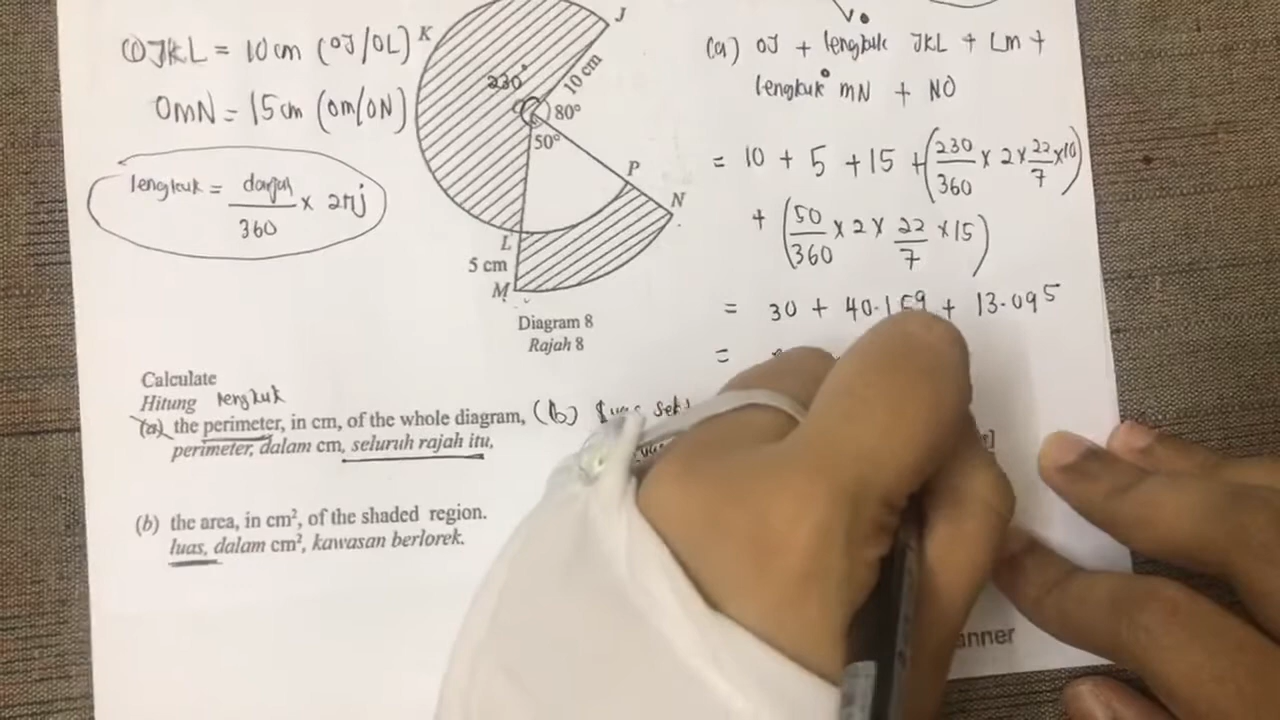 ① JKL = 10 cm (OJ/OL)
OMN = 15 cm (OM/ON)
lengkuk = darjah/360 × 2πj
K
J
230°
10 cm
80°
50°
P
N
L
5 cm
M
Diagram 8
Rajah 8
(a) OJ + lengkuk JKL + LM +
lengkuk MN + NO
= 10 + 5 + 15 + (230/360 × 2 × 22/7 × 10)
+ (50/360 × 2 × 22/7 × 15)
= 30 + 40.159 + 13.095
=
Calculate
Hitung lengkuk
(a) the perimeter, in cm, of the whole diagram,
perimeter, dalam cm, seluruh rajah itu,
(b) the area, in cm², of the shaded region.
luas, dalam cm², kawasan berlorek.
(b) luas